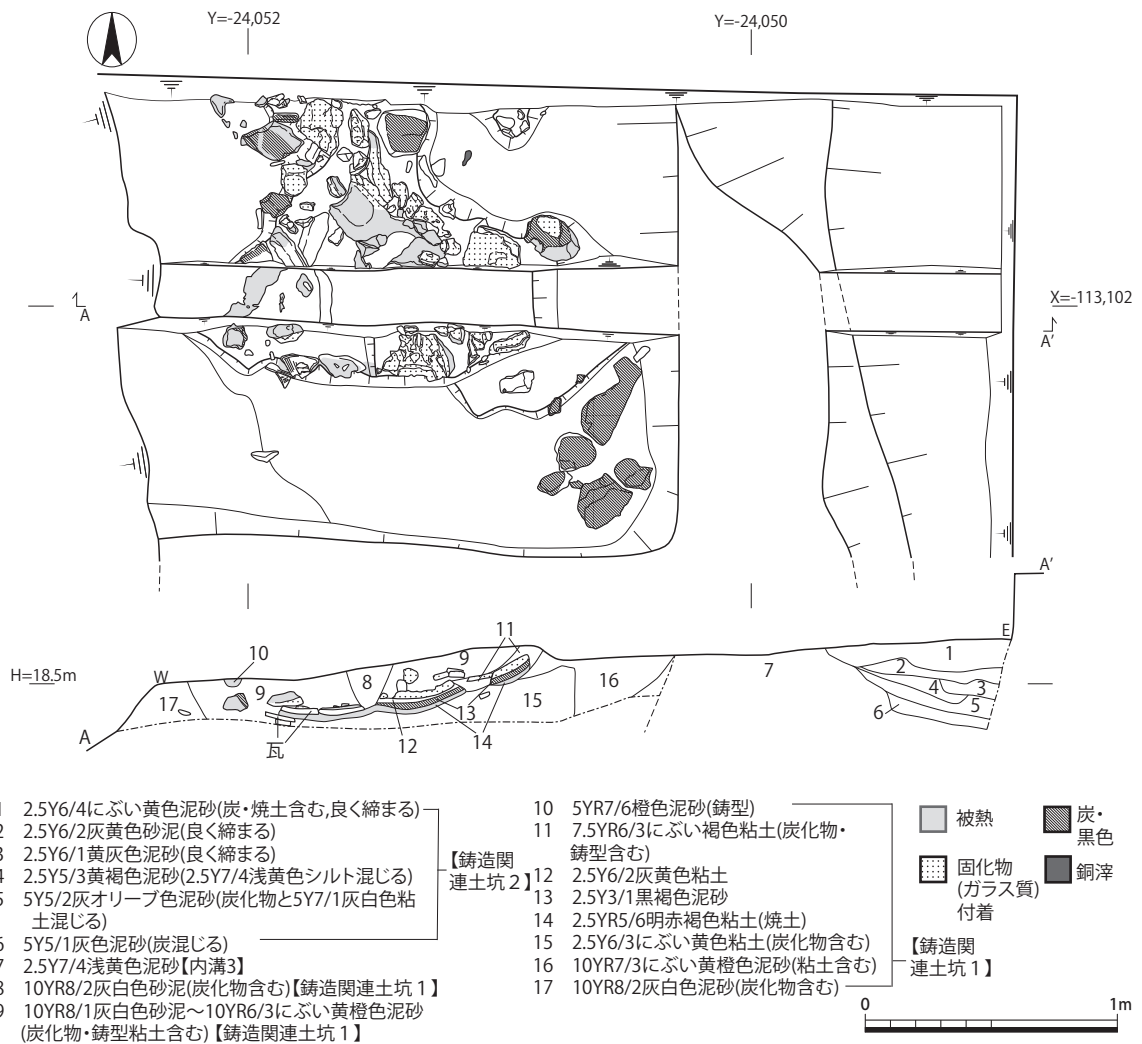 Y=-24,052
Y=-24,050
X=-113,102
A
A'
A'
E
H=18.5m
W
A
10
9
17
8
9
11
15
16
7
1
2
3
4
5
6
瓦
12
13
14
1 2.5Y6/4にぶい黄色泥砂(炭・焼土含む,良く締まる)
2 2.5Y6/2灰黄色砂泥(良く締まる)
3 2.5Y6/1黄灰色泥砂(良く締まる)
4 2.5Y5/3黄褐色泥砂(2.5Y7/4浅黄色シルト混じる)
5 5Y5/2灰オリーブ色泥砂(炭化物と5Y7/1灰白色粘
土混じる)
6 5Y5/1灰色泥砂(炭混じる)
【鋳造関
連土坑2】
7 2.5Y7/4浅黄色泥砂【内溝3】
8 10YR8/2灰白色砂泥(炭化物含む)【鋳造関連土坑1】
9 10YR8/1灰白色砂泥～10YR6/3にぶい黄橙色泥砂
(炭化物・鋳型粘土含む)【鋳造関連土坑1】
10 5YR7/6橙色泥砂(鋳型)
11 7.5YR6/3にぶい褐色粘土(炭化物・
鋳型含む)
12 2.5Y6/2灰黄色粘土
13 2.5Y3/1黒褐色泥砂
14 2.5YR5/6明赤褐色粘土(焼土)
15 2.5Y6/3にぶい黄色粘土(炭化物含む)
16 10YR7/3にぶい黄橙色泥砂(粘土含む)
17 10YR8/2灰白色泥砂(炭化物含む)
【鋳造関
連土坑1】
被熱
炭・
黒色
固化物
(ガラス質)
付着
銅滓
0
1m